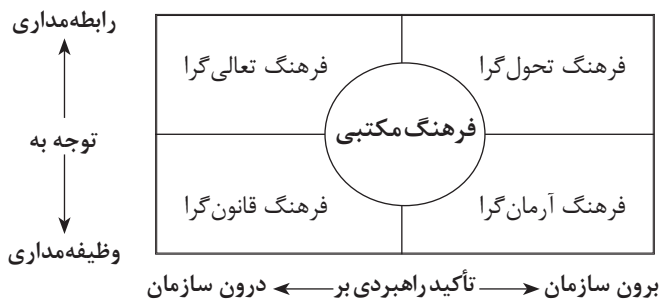 رابطه‌مداری
توجه به
وظیفه‌مداری
فرهنگ تحول‌گرا
فرهنگ تعالی‌گرا
فرهنگ مکتبی
فرهنگ آرمان‌گرا
فرهنگ قانون‌گرا
برون سازمان
تأکید راهبردی بر
درون سازمان